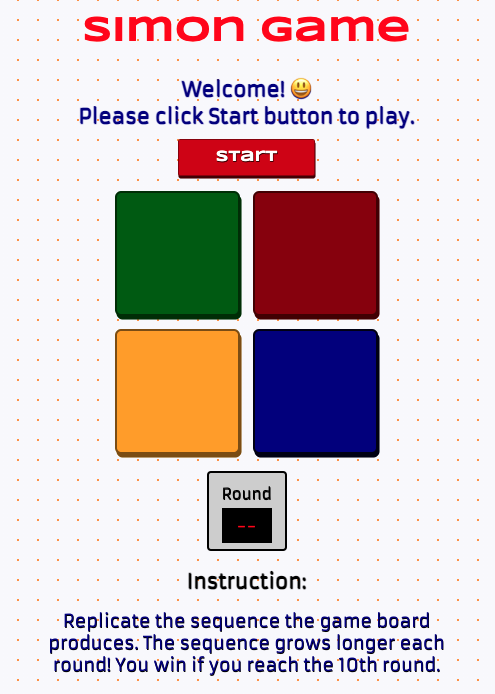 simon game
Welcome! 😃
Please click Start button to play.
start
Round
--
Instruction:
Replicate the sequence the game board
produces. The sequence grows longer each
round! You win if you reach the 10th round.